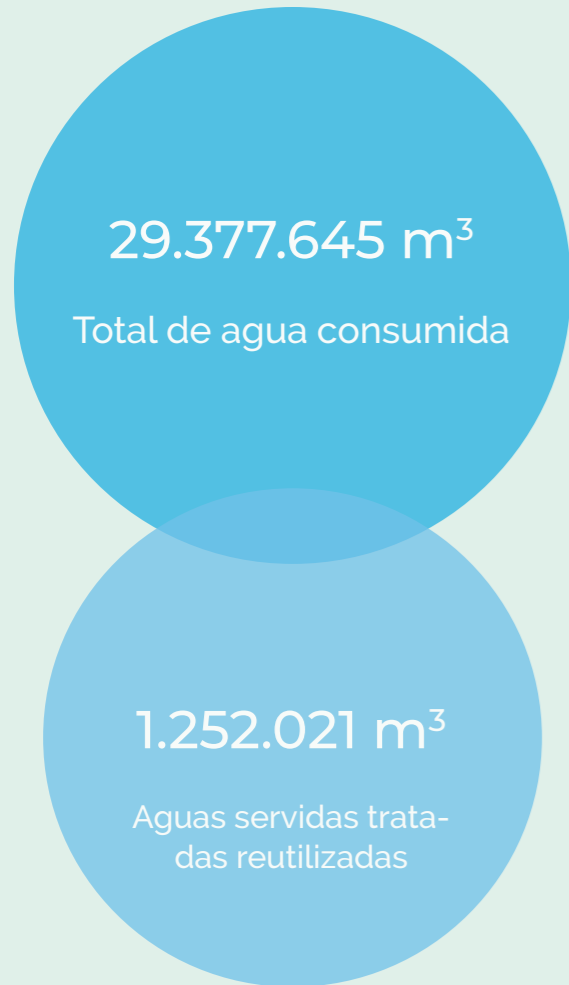 29.377.645 m³
Total de agua consumida
1.252.021 m³
Aguas servidas trata-
das reutilizadas